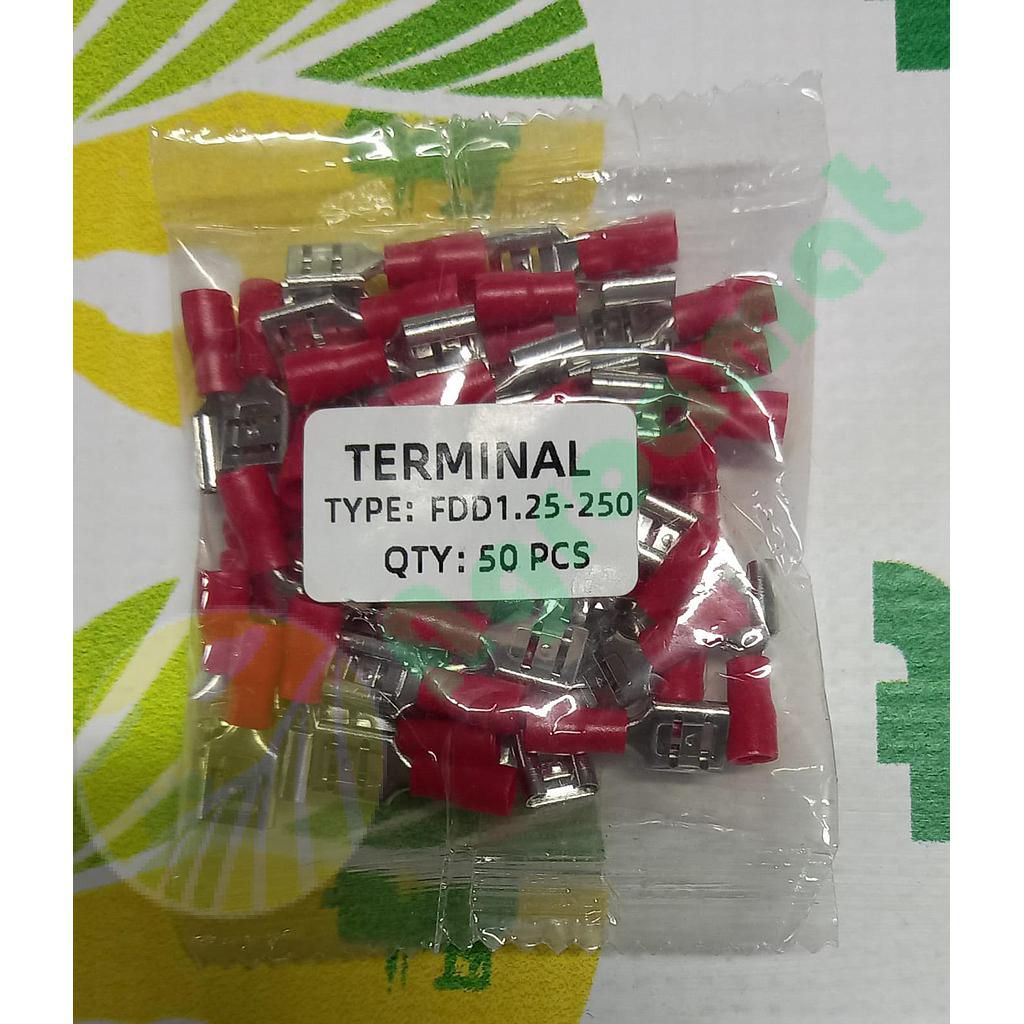 TERMINAL
TYPE: FDD1.25-250
QTY: 50 PCS